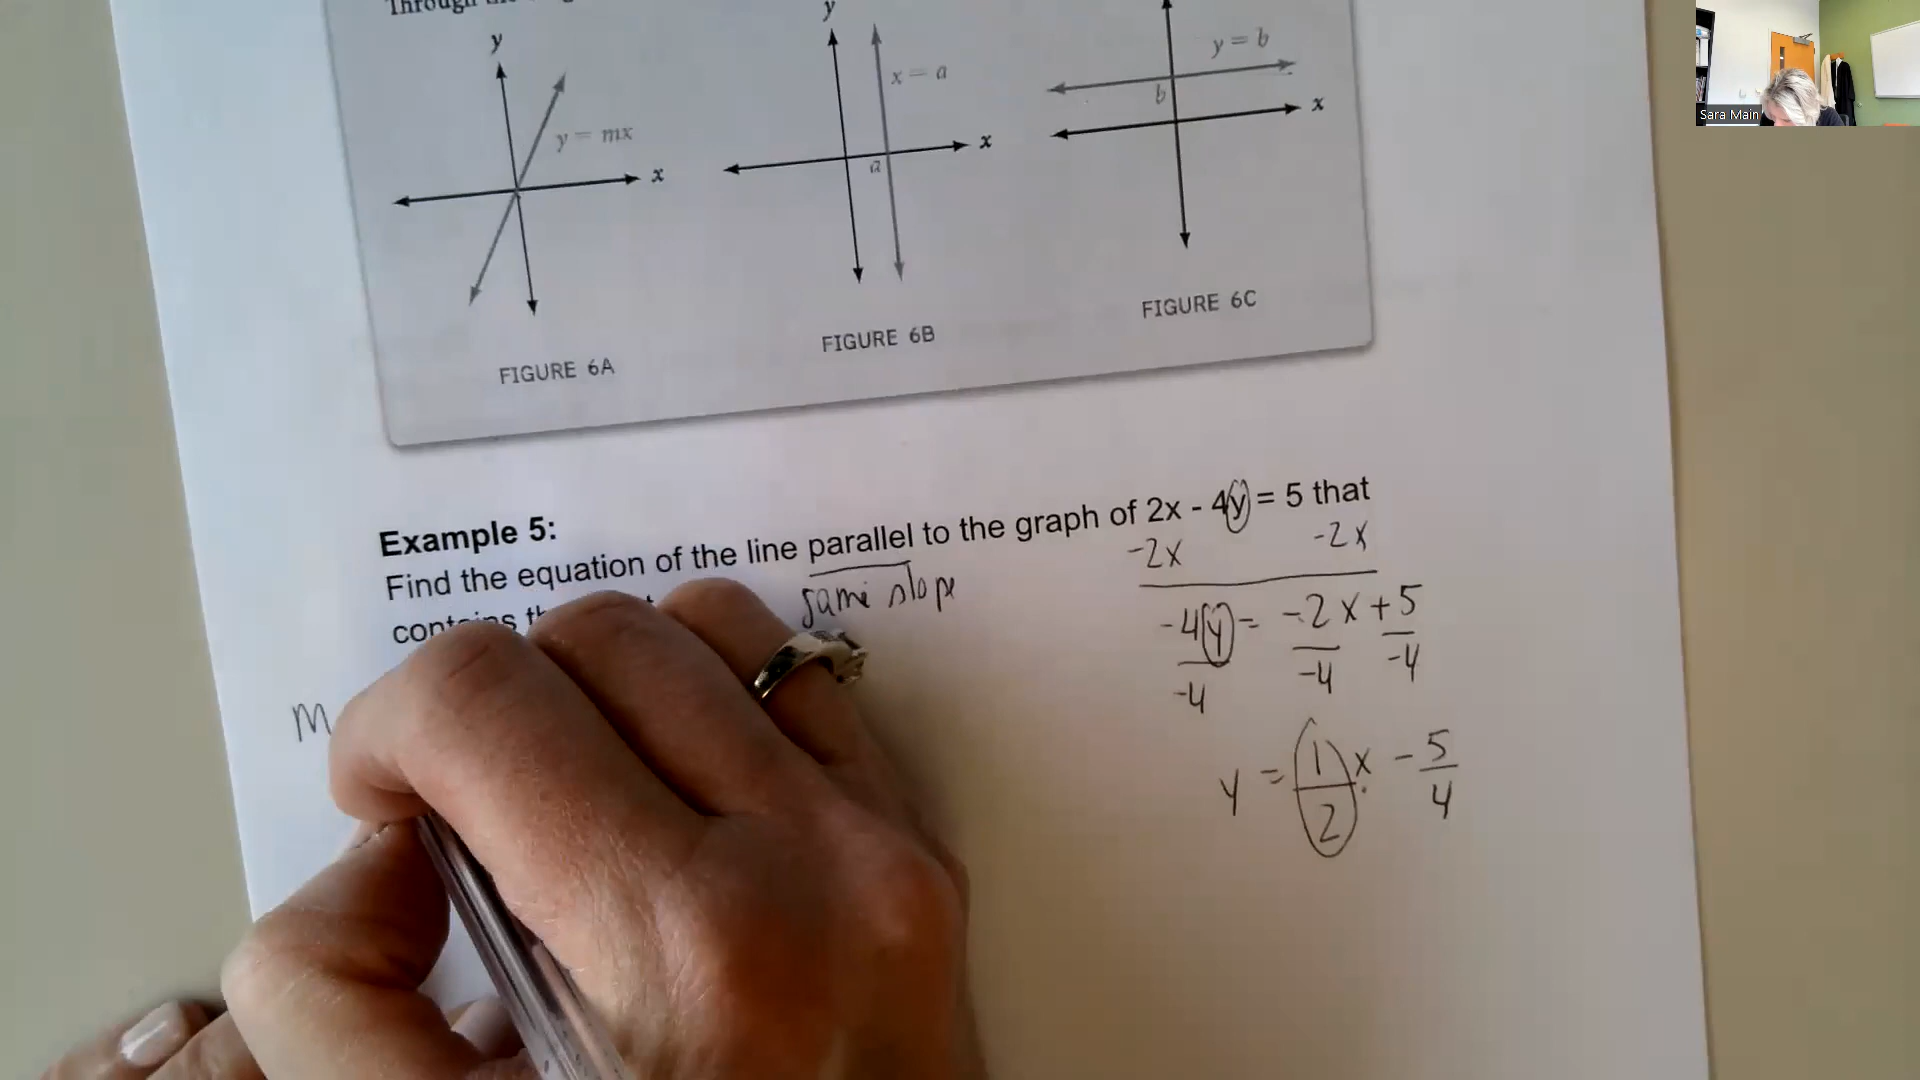 Through
y
y
y = b
x = a
b
x
y = mx
x
x
a
FIGURE 6A
FIGURE 6B
FIGURE 6C
Example 5:
Find the equation of the line parallel to the graph of 2x - 4y = 5 that
-2x -2x
same slope
-4y = -2x + 5
-4 -4 -4
m
y = 1/2 x - 5/4
Sara Main